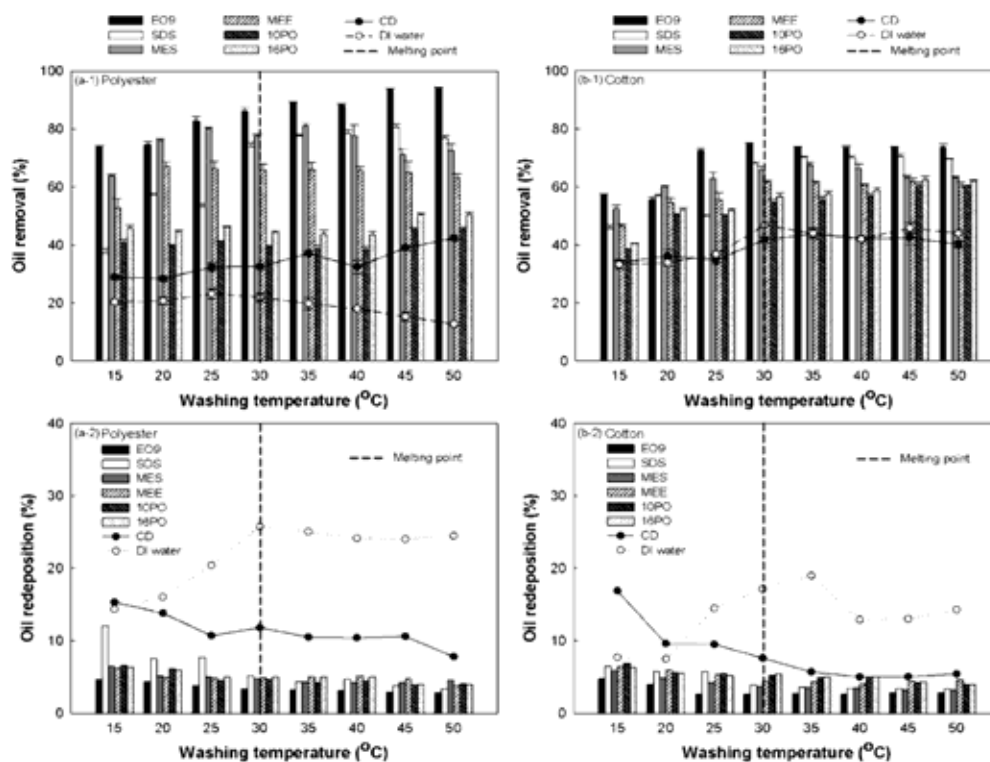 EO9 MEE CD
SDS 10PO DI water
MES 16PO Melting point
EO9 MEE CD
SDS 10PO DI water
MES 16PO Melting point
(a-1) Polyester
Oil removal (%)
100
80
60
40
20
0
15 20 25 30 35 40 45 50
Washing temperature (°C)
(b-1) Cotton
Oil removal (%)
100
80
60
40
20
0
15 20 25 30 35 40 45 50
Washing temperature (°C)
(a-2) Polyester
EO9
SDS
MES
MEE
10PO
16PO
CD
DI water
Melting point
Oil redeposition (%)
40
30
20
10
0
15 20 25 30 35 40 45 50
Washing temperature (°C)
(b-2) Cotton
EO9
SDS
MES
MEE
10PO
16PO
CD
DI water
Melting point
Oil redeposition (%)
40
30
20
10
0
15 20 25 30 35 40 45 50
Washing temperature (°C)